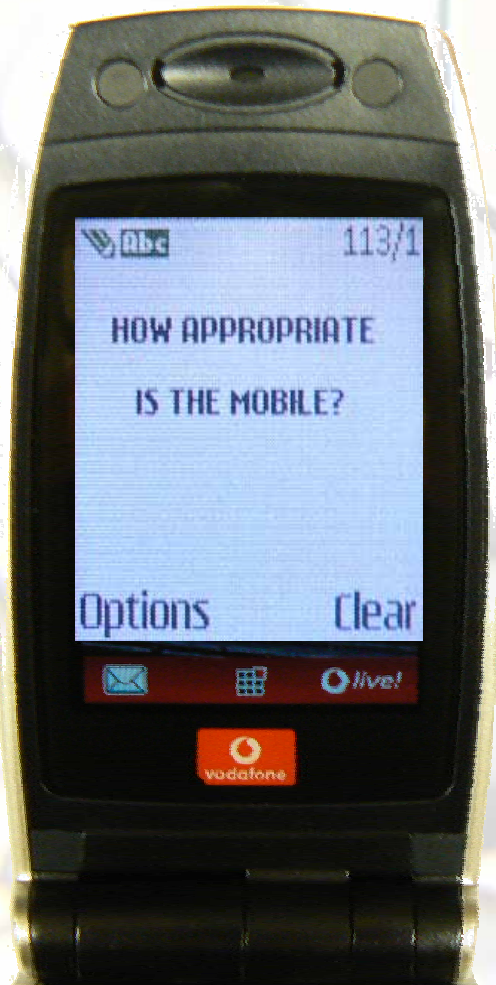 Abc 113/1
HOW APPROPRIATE
IS THE MOBILE?
Options Clear
live!
vodafone